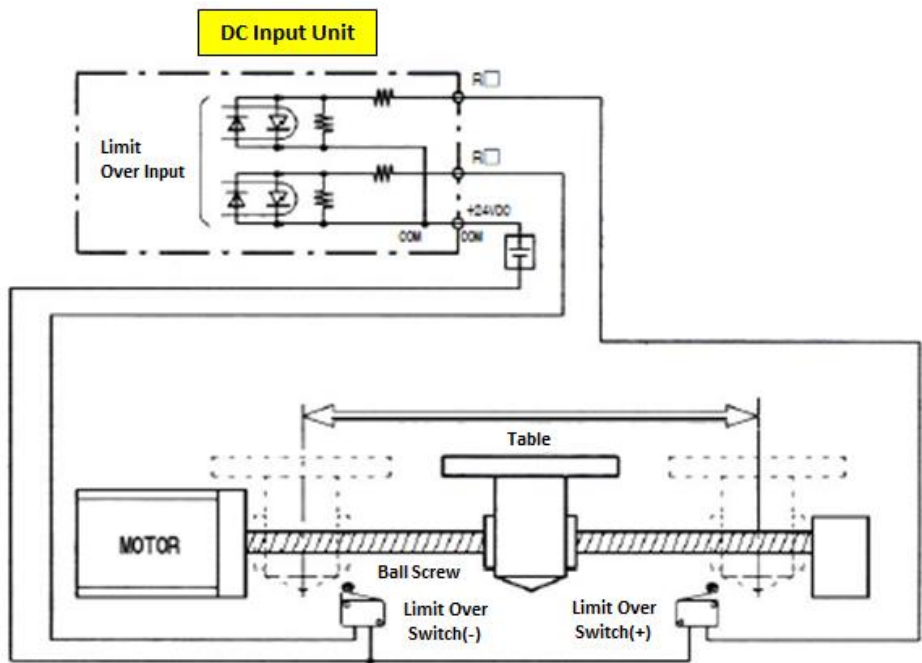 DC Input Unit
R□
Limit
Over Input
R□
+24VDC
COM
COM
Table
MOTOR
Ball Screw
Limit Over
Switch(-)
Limit Over
Switch(+)